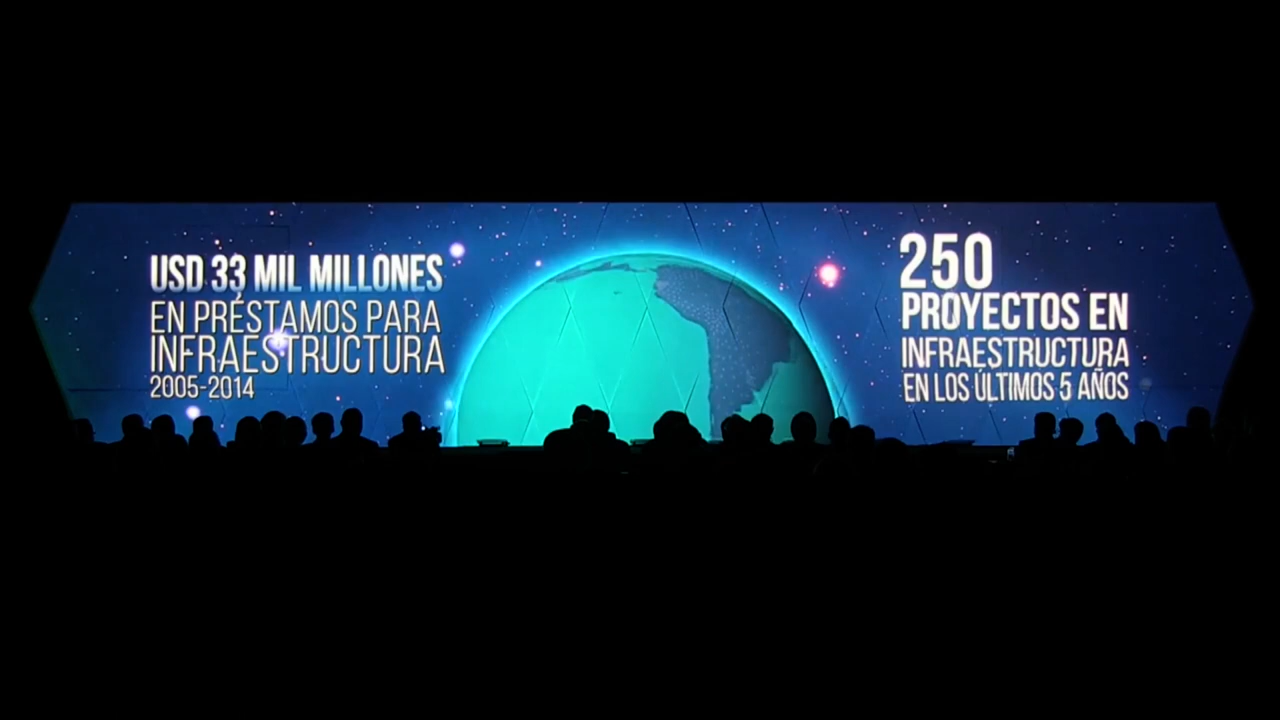 USD 33 MIL MILLONES
EN PRÉSTAMOS PARA
INFRAESTRUCTURA
2005-2014
250
PROYECTOS EN
INFRAESTRUCTURA
EN LOS ÚLTIMOS 5 AÑOS